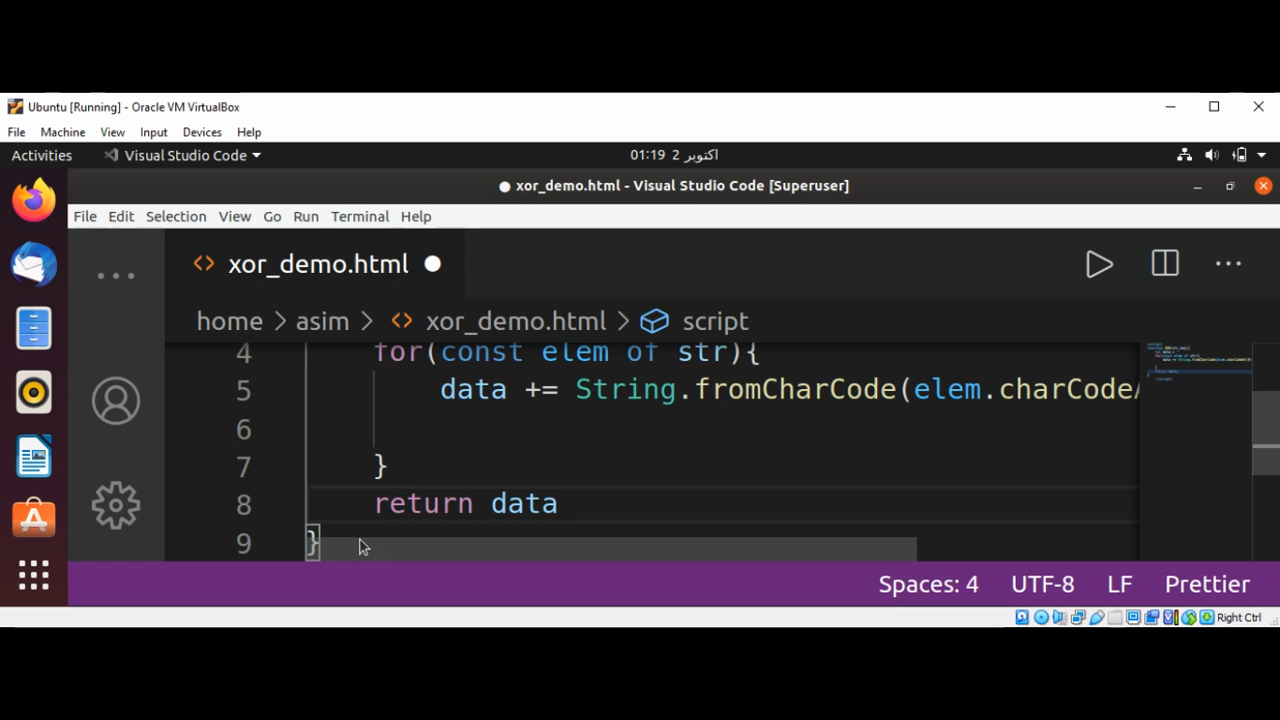 Ubuntu [Running] - Oracle VM VirtualBox
File Machine View Input Devices Help
Activities Visual Studio Code 01:19 2 اکتوبر
● xor_demo.html - Visual Studio Code [Superuser]
File Edit Selection View Go Run Terminal Help
xor_demo.html
home > asim > xor_demo.html > script
4 for(const elem of str){
5 data += String.fromCharCode(elem.charCodeA
6
7 }
8 return data
9 }
Spaces: 4 UTF-8 LF Prettier
Right Ctrl